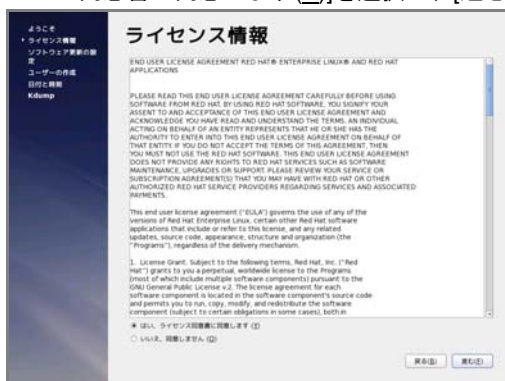 ようこそ
ライセンス情報
ソフトウェア更新の設
定
ユーザーの作成
日付と時刻
Kdump
ライセンス情報
END USER LICENSE AGREEMENT RED HAT® ENTERPRISE LINUX® AND RED HAT
APPLICATIONS
PLEASE READ THIS END USER LICENSE AGREEMENT CAREFULLY BEFORE USING
SOFTWARE FROM RED HAT. BY USING RED HAT SOFTWARE, YOU SIGNIFY YOUR
ASSENT TO AND ACCEPTANCE OF THIS END USER LICENSE AGREEMENT AND
ACKNOWLEDGE YOU HAVE READ AND UNDERSTAND THE TERMS. AN INDIVIDUAL
ACTING ON BEHALF OF AN ENTITY REPRESENTS THAT HE OR SHE HAS THE
AUTHORITY TO ENTER INTO THIS END USER LICENSE AGREEMENT ON BEHALF OF
THAT ENTITY. IF YOU DO NOT ACCEPT THE TERMS OF THIS AGREEMENT, THEN
YOU MUST NOT USE THE RED HAT SOFTWARE. THIS END USER LICENSE AGREEMENT
DOES NOT PROVIDE ANY RIGHTS TO RED HAT SERVICES SUCH AS SOFTWARE
MAINTENANCE, UPGRADES OR SUPPORT. PLEASE REVIEW YOUR SERVICE OR
SUBSCRIPTION AGREEMENT(S) THAT YOU MAY HAVE WITH RED HAT OR OTHER
AUTHORIZED RED HAT SERVICE PROVIDERS REGARDING SERVICES AND ASSOCIATED
PAYMENTS.
This end user license agreement ("EULA") governs the use of any of the
versions of Red Hat Enterprise Linux, certain other Red Hat software
applications that include or refer to this license, and any related
updates, source code, appearance, structure and organization (the
"Programs"), regardless of the delivery mechanism.
1. License Grant. Subject to the following terms, Red Hat, Inc. ("Red
Hat") grants to you a perpetual, worldwide license to the Programs
(most of which include multiple software components) pursuant to the
GNU General Public License v.2. The license agreement for each
software component is located in the software component's source code
and permits you to run, copy, modify, and redistribute the software
component (subject to certain obligations in some cases), both in
はい、ライセンス同意書に同意します (Y)
いいえ、同意しません (O)
戻る(B)
進む(F)